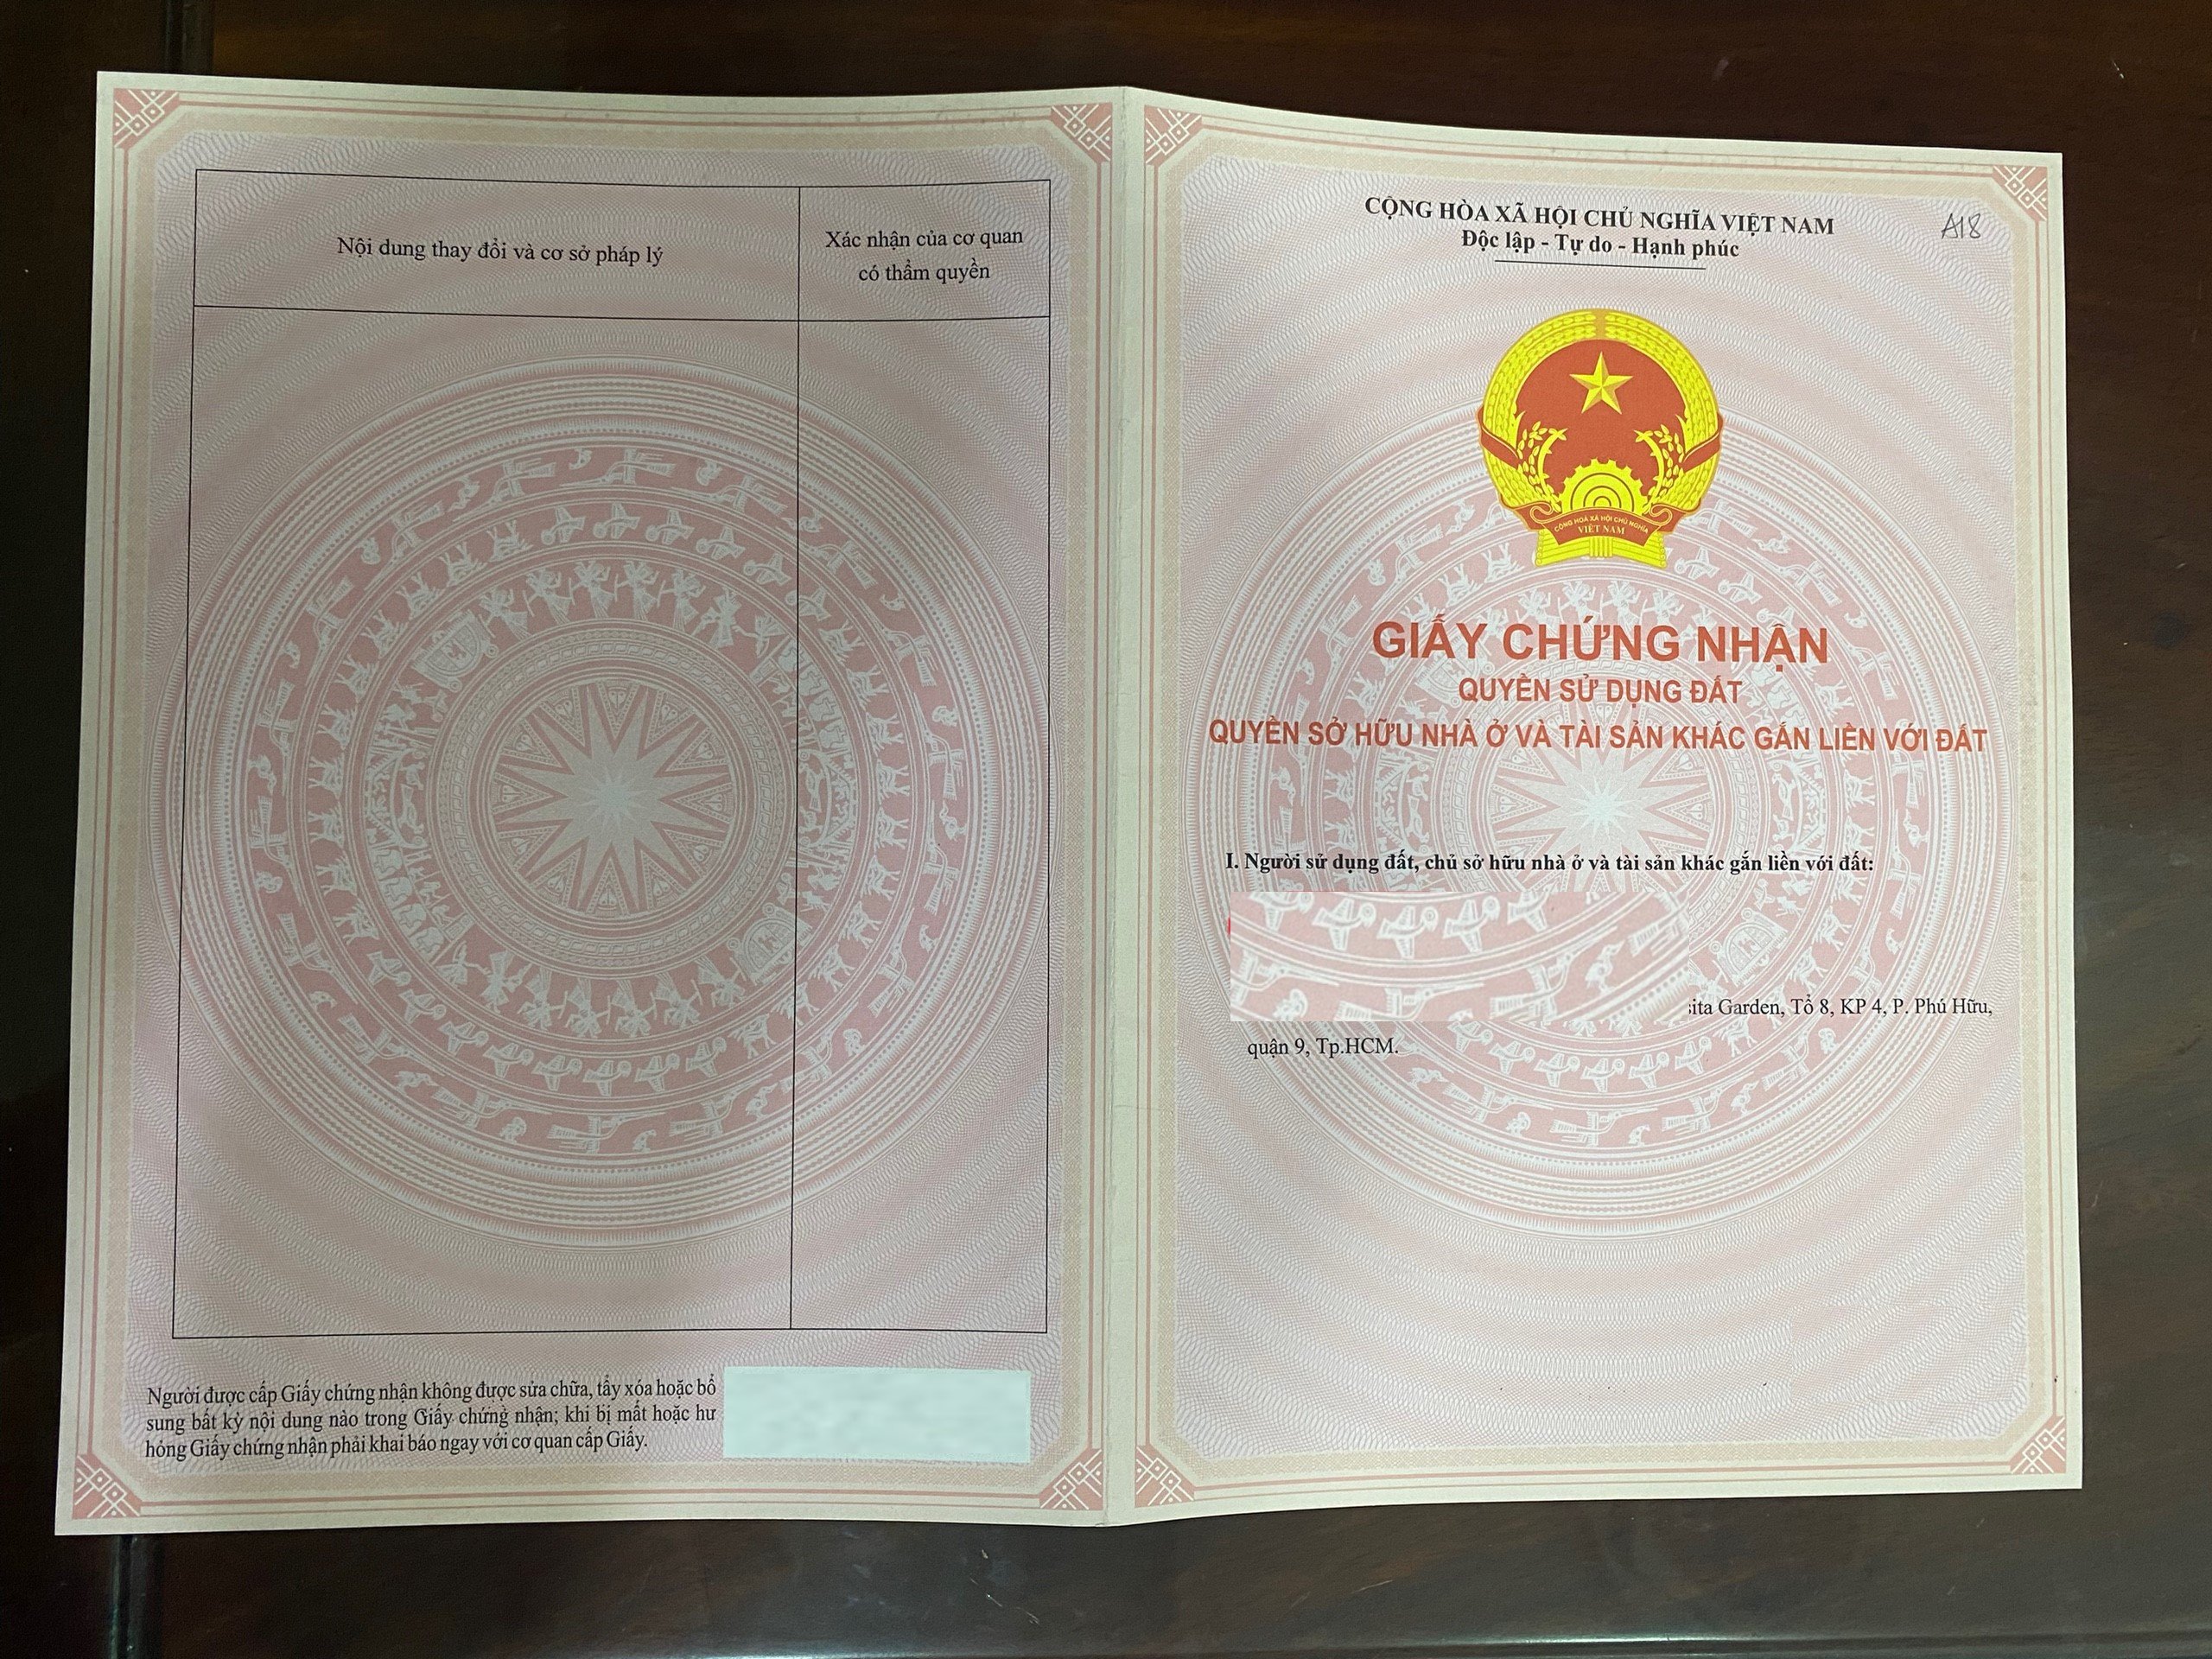 Nội dung thay đổi và cơ sở pháp lý
Xác nhận của cơ quan
có thẩm quyền
Người được cấp Giấy chứng nhận không được sửa chữa, tẩy xóa hoặc bổ
sung bất kỳ nội dung nào trong Giấy chứng nhận; khi bị mất hoặc hư
hỏng Giấy chứng nhận phải khai báo ngay với cơ quan cấp Giấy.
CỘNG HÒA XÃ HỘI CHỦ NGHĨA VIỆT NAM
Độc lập - Tự do - Hạnh phúc
A18
CỘNG HOÀ XÃ HỘI CHỦ NGHĨA
VIỆT NAM
GIẤY CHỨNG NHẬN
QUYỀN SỬ DỤNG ĐẤT
QUYỀN SỞ HỮU NHÀ Ở VÀ TÀI SẢN KHÁC GẮN LIỀN VỚI ĐẤT
I. Người sử dụng đất, chủ sở hữu nhà ở và tài sản khác gắn liền với đất:
ita Garden, Tổ 8, KP 4, P. Phú Hữu,
quận 9, Tp.HCM.